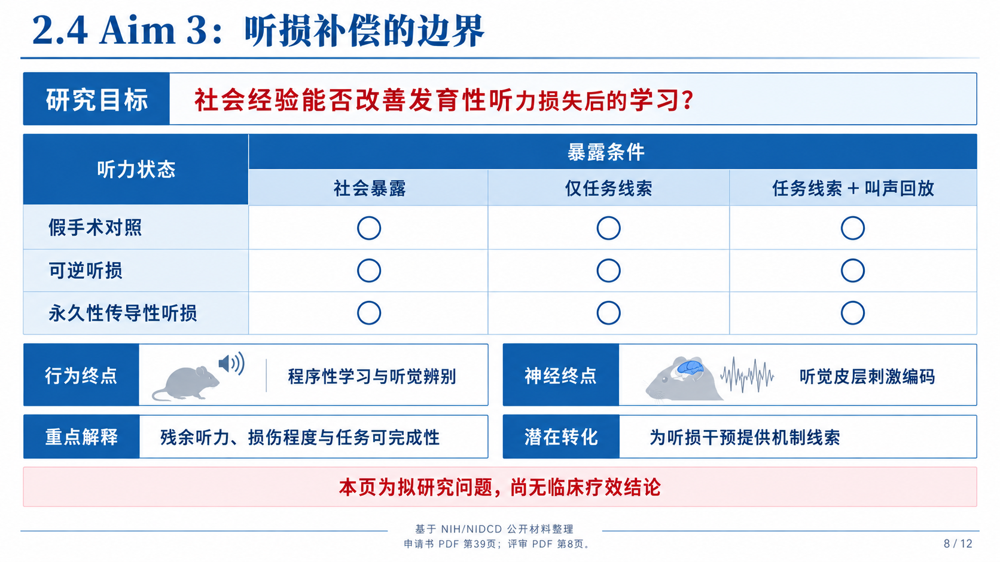 2.4 Aim 3：听损补偿的边界
研究目标
社会经验能否改善发育性听力损失后的学习？
听力状态
暴露条件
社会暴露
仅任务线索
任务线索 + 叫声回放
假手术对照
可逆听损
永久性传导性听损
行为终点
程序性学习与听觉辨别
神经终点
听觉皮层刺激编码
重点解释
残余听力、损伤程度与任务可完成性
潜在转化
为听损干预提供机制线索
本页为拟研究问题，尚无临床疗效结论
基于 NIH/NIDCD 公开材料整理
申请书 PDF 第39页；评审 PDF 第8页。
8 / 12